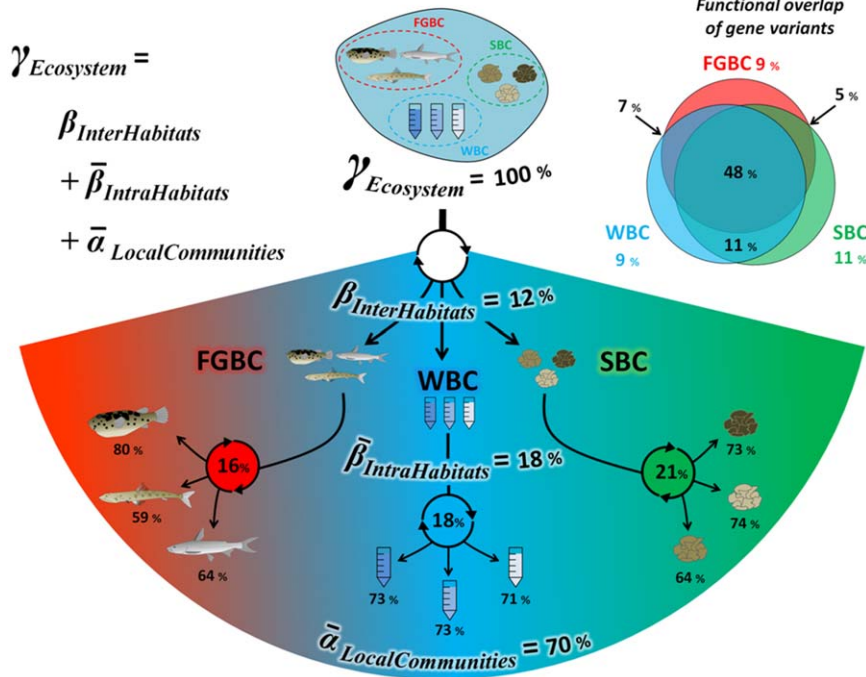 Functional overlap
of gene variants
γEcosystem =
βInterHabitats
+ β̄IntraHabitats
+ ᾱ LocalCommunities
FGBC
SBC
WBC
γEcosystem = 100 %
FGBC 9 %
7 %
5 %
48 %
11 %
WBC
9 %
SBC
11 %
βInterHabitats = 12 %
FGBC
WBC
SBC
80 %
16%
59 %
64 %
β̄IntraHabitats = 18 %
18%
73 %
73 %
71 %
21%
73 %
74 %
64 %
ᾱ LocalCommunities = 70 %